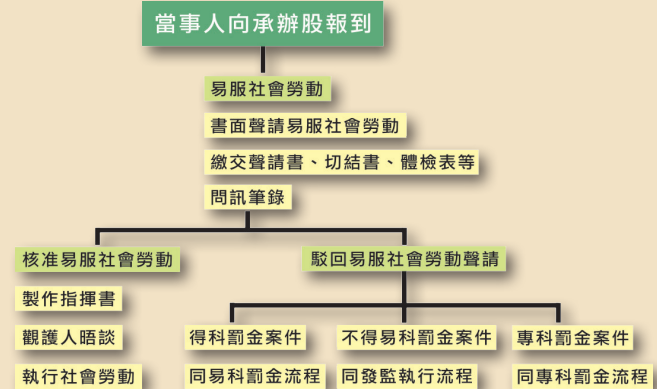 當事人向承辦股報到
易服社會勞動
書面聲請易服社會勞動
繳交聲請書、切結書、體檢表等
問訊筆錄
核准易服社會勞動
製作指揮書
觀護人晤談
執行社會勞動
駁回易服社會勞動聲請
得科罰金案件
同易科罰金流程
不得易科罰金案件
同發監執行流程
專科罰金案件
同專科罰金流程